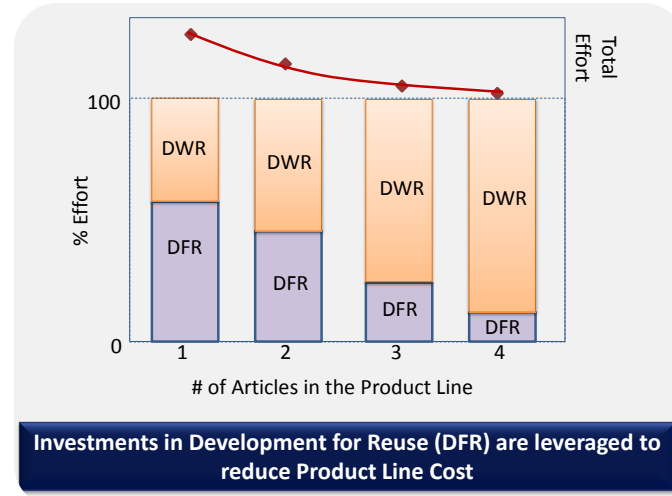 Total
Effort
100
DWR
DWR
DWR
DWR
% Effort
DFR
DFR
DFR
DFR
0
1
2
3
4
# of Articles in the Product Line
Investments in Development for Reuse (DFR) are leveraged to
reduce Product Line Cost